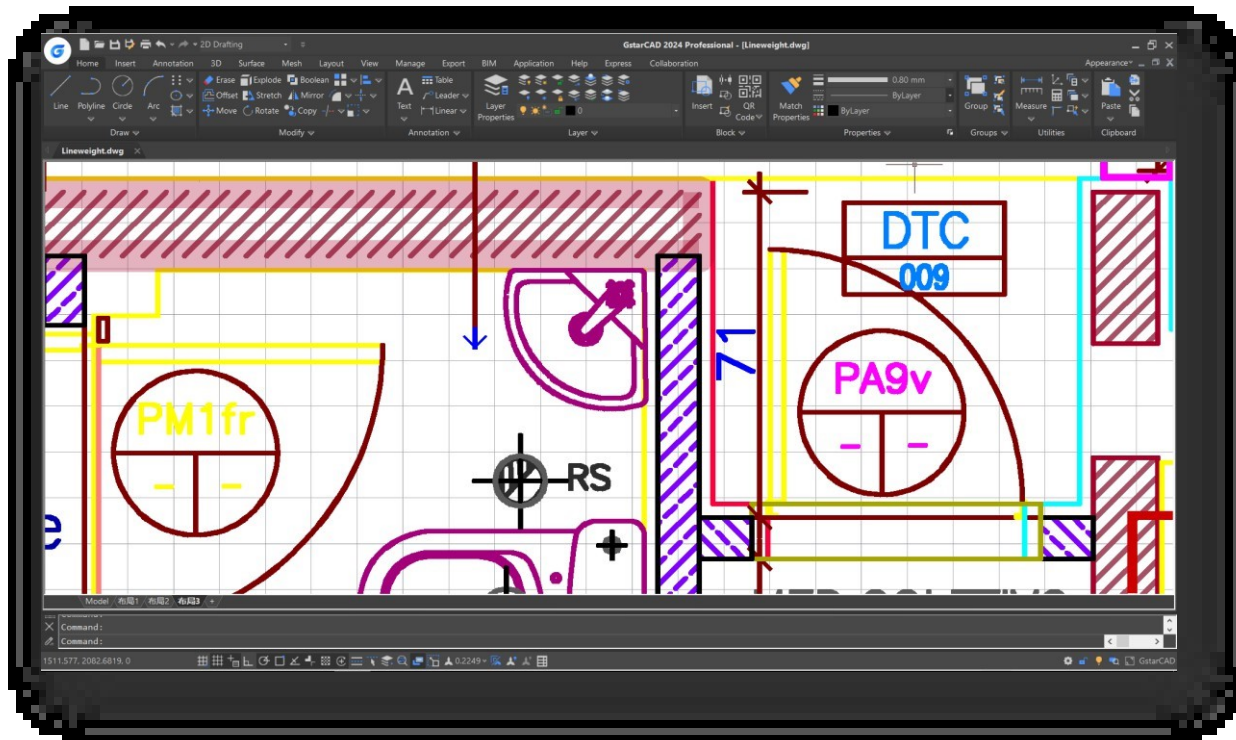 2D Drafting
GstarCAD 2024 Professional - [Lineweight.dwg]
Home Insert Annotation 3D Surface Mesh Layout View Manage Export BIM Application Help Express Collaboration Appearance
Erase Explode Boolean Table 0.80 mm
Offset Stretch Mirror Leader ByLayer
Line Polyline Circle Arc Move Rotate Copy Text Linear Layer Properties 0 Insert QR Code Match Properties ByLayer Group Measure Paste
Draw Modify Annotation Layer Block Properties Groups Utilities Clipboard
Lineweight.dwg
DTC
009
71
PA9v
PM1fr
RS
e
Model 布局1 布局2 布局3 +
Command:
Command:
1511.577. 2082.6819. 0
0.2249
GstarCAD